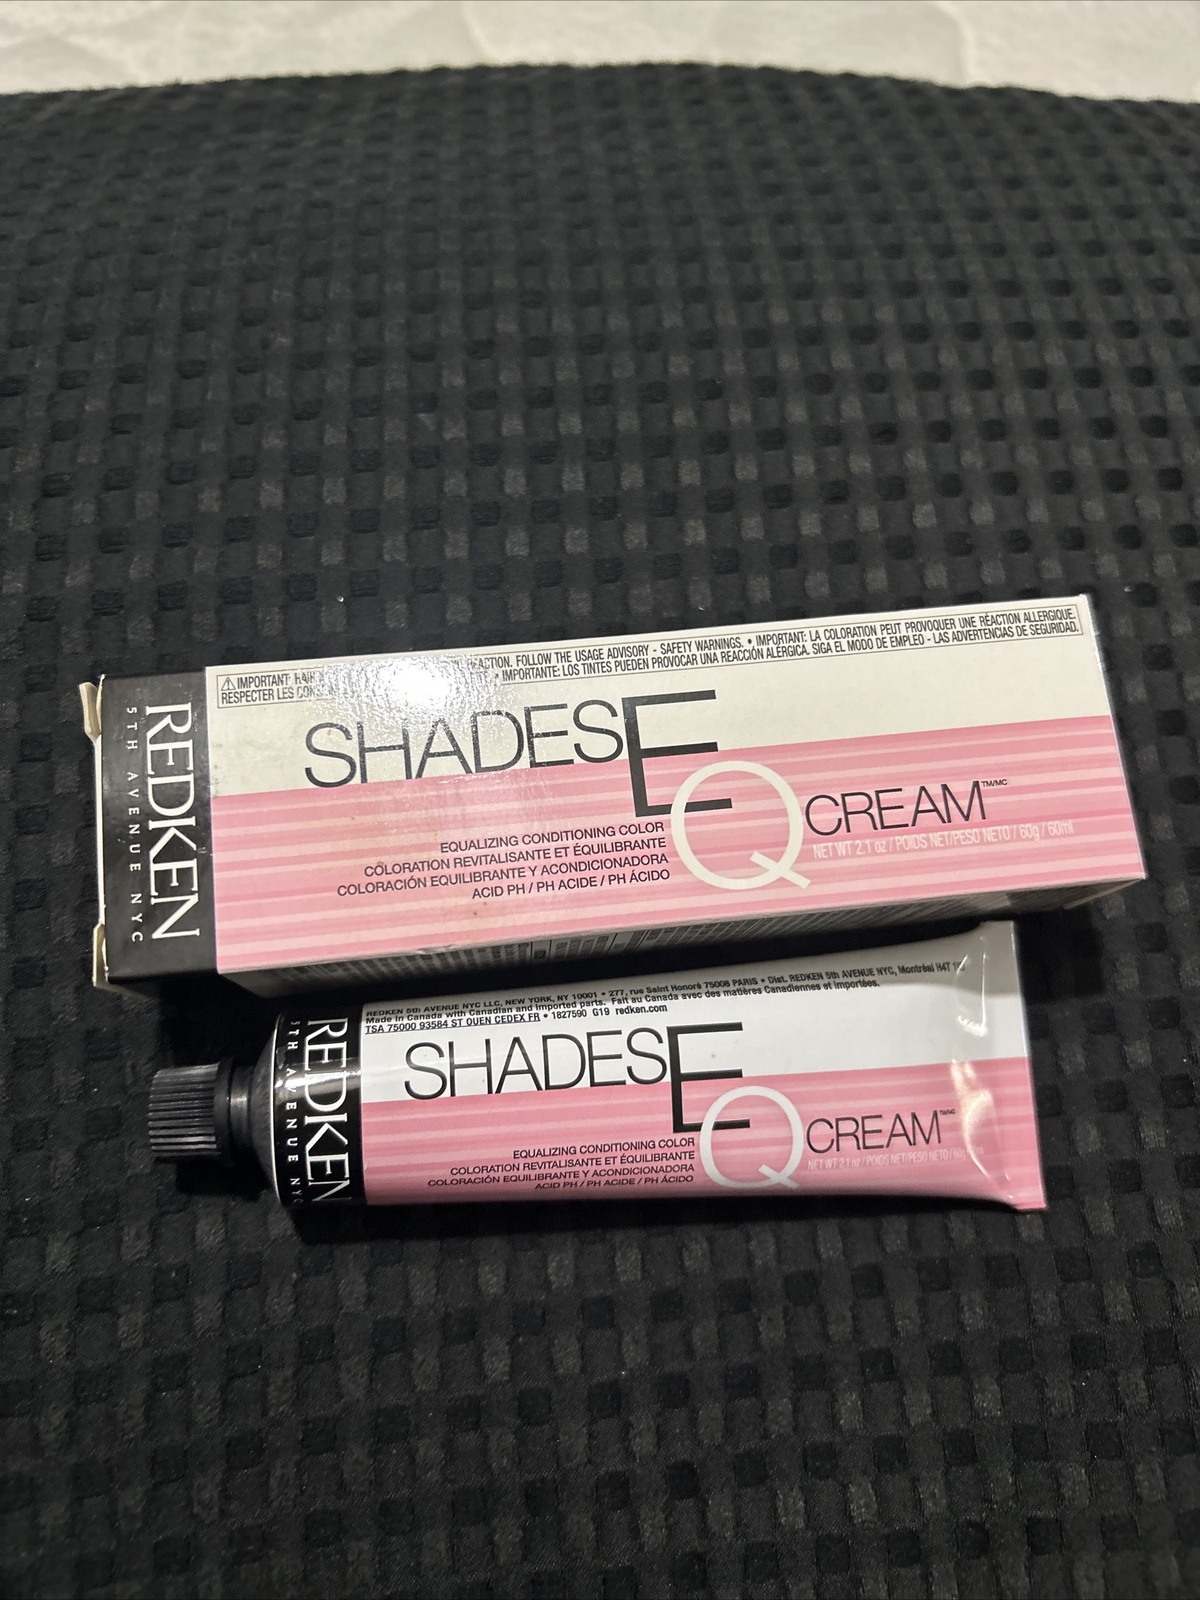 ⚠ IMPORTANT: HAIR REACTION. FOLLOW THE USAGE ADVISORY - SAFETY WARNINGS. • IMPORTANT: LA COLORATION PEUT PROVOQUER UNE RÉACTION ALLERGIQUE.
RESPECTER LES • IMPORTANTE: LOS TINTES PUEDEN PROVOCAR UNA REACCIÓN ALÉRGICA. SIGA EL MODO DE EMPLEO - LAS ADVERTENCIAS DE SEGURIDAD.
REDKEN
5TH AVENUE NYC
SHADES EQ CREAM™/MC
EQUALIZING CONDITIONING COLOR
COLORATION REVITALISANTE ET ÉQUILIBRANTE
COLORACIÓN EQUILIBRANTE Y ACONDICIONADORA
ACID PH / PH ACIDE / PH ÁCIDO
NET WT 2.1 oz / POIDS NET/PESO NETO / 60g / 60ml
REDKEN 5th AVENUE NYC LLC, NEW YORK, NY 10001 • 277, rue Saint Honoré 75008 PARIS • Dist. REDKEN 5th AVENUE NYC, Montréal H4T
Made in Canada with Canadian and imported parts. Fait au Canada avec des matières Canadiennes et importées.
TSA 75000 93584 ST OUEN CEDEX FR • 1827590 G19 redken.com
REDKEN
5TH AVENUE NYC
SHADES EQ CREAM™/MC
EQUALIZING CONDITIONING COLOR
COLORATION REVITALISANTE ET ÉQUILIBRANTE
COLORACIÓN EQUILIBRANTE Y ACONDICIONADORA
ACID PH / PH ACIDE / PH ÁCIDO
NET WT 2.1 oz / POIDS NET/PESO NETO /